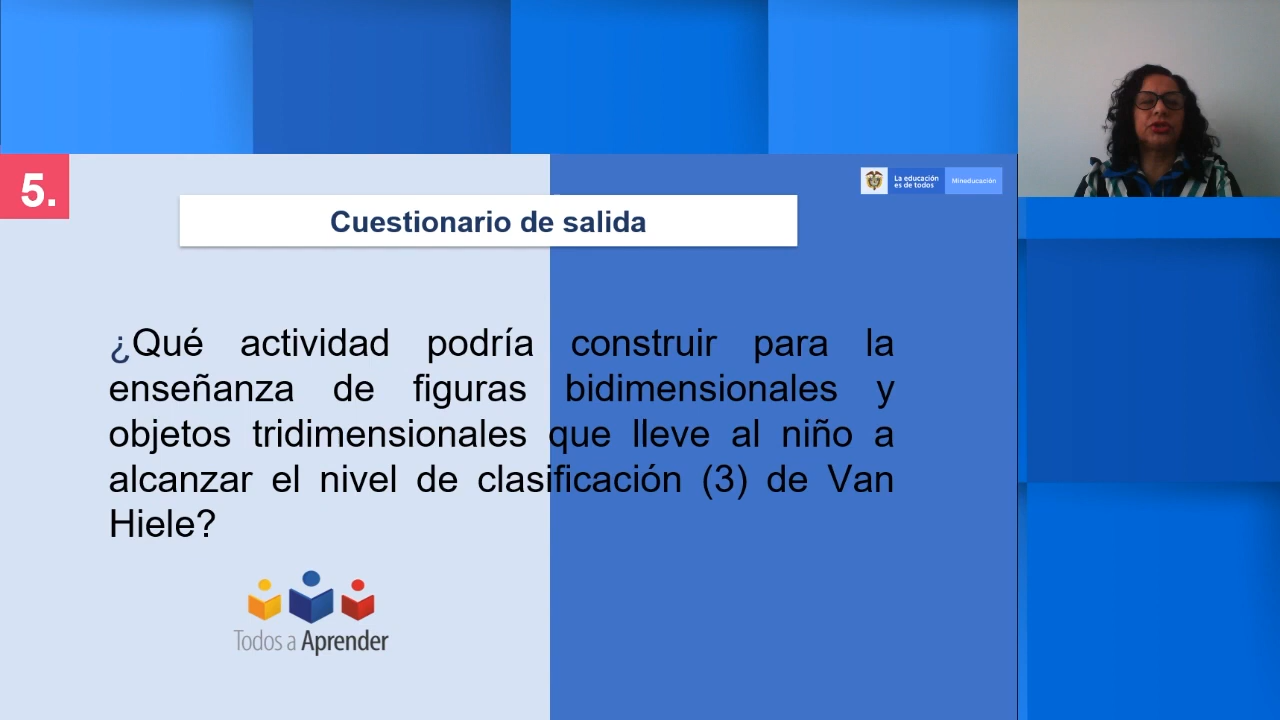 5.
La educación
es de todos
Mineducación
Cuestionario de salida
¿Qué actividad podría construir para la
enseñanza de figuras bidimensionales y
objetos tridimensionales que lleve al niño a
alcanzar el nivel de clasificación (3) de Van
Hiele?
Todos a Aprender